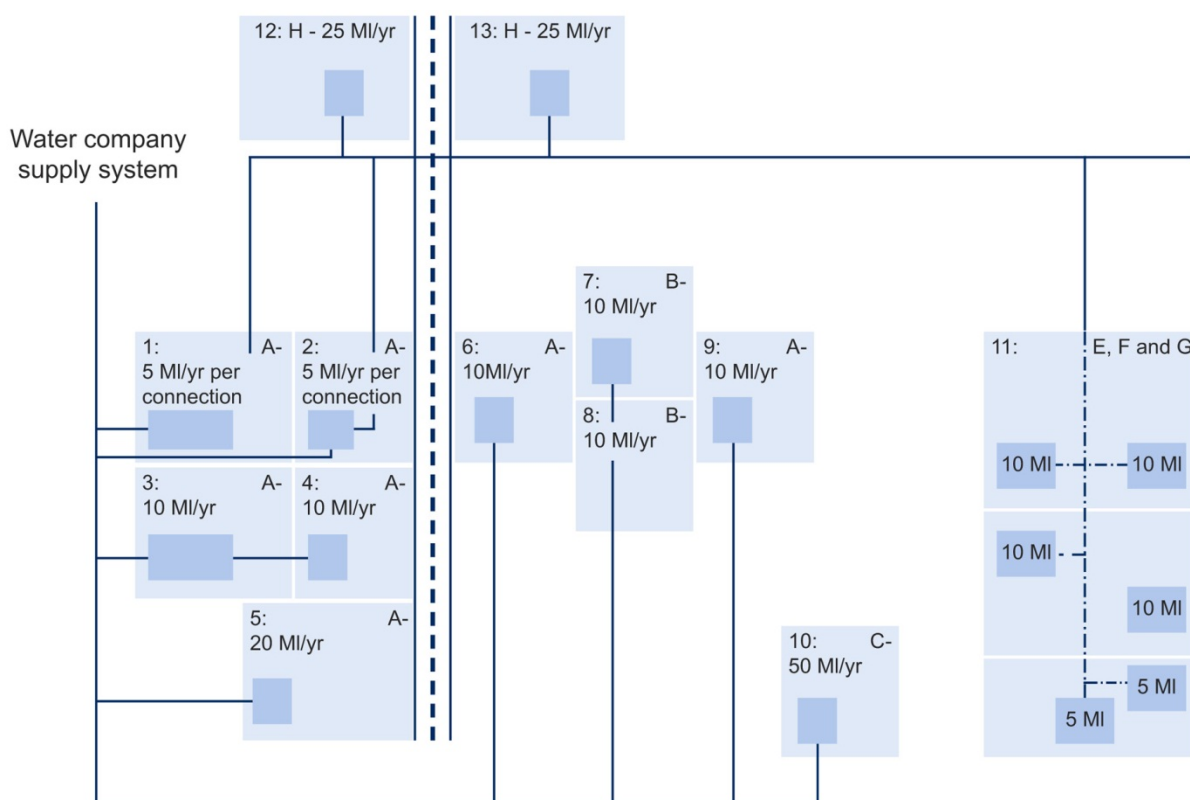 12: H - 25 Ml/yr
13: H - 25 Ml/yr
Water company
supply system
1: A-
5 Ml/yr per
connection
2: A-
5 Ml/yr per
connection
3: A-
10 Ml/yr
4: A-
10 Ml/yr
5: A-
20 Ml/yr
6: A-
10Ml/yr
7: B-
10 Ml/yr
8: B-
10 Ml/yr
9: A-
10 Ml/yr
10: C-
50 Ml/yr
11: E, F and G
10 Ml
10 Ml
10 Ml
10 Ml
5 Ml
5 Ml